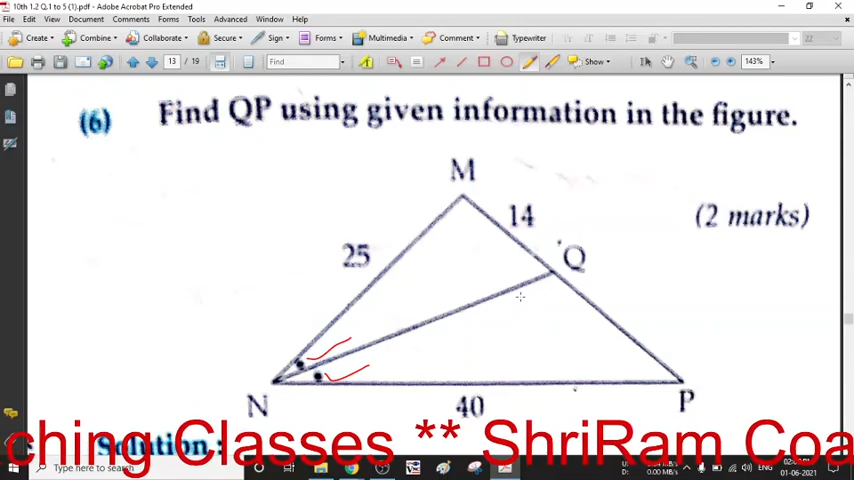 10th 1.2 Q.1 to 5 (1).pdf - Adobe Acrobat Pro Extended
File Edit View Document Comments Forms Tools Advanced Window Help
Create Combine Collaborate Secure Sign Forms Multimedia Comment Typewriter
13 / 19 Find Show 143%
(6) Find QP using given information in the figure.
M
14
(2 marks)
25
Q
N
40
P
ching Classes ** ShriRam Coa
Solution :
Type here to search
ENG
01-06-2021